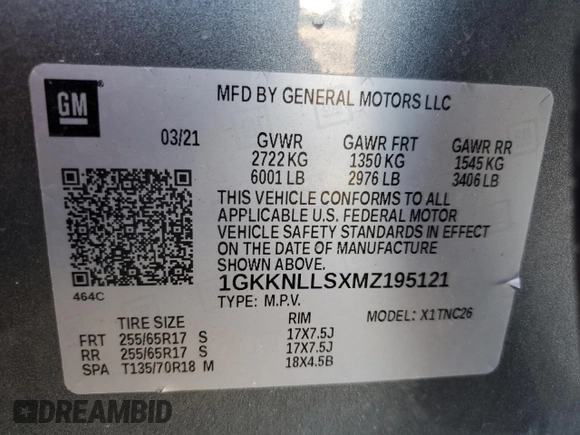 GM
MFD BY GENERAL MOTORS LLC
03/21 GVWR GAWR FRT GAWR RR
2722 KG 1350 KG 1545 KG
6001 LB 2976 LB 3406 LB
THIS VEHICLE CONFORMS TO ALL
APPLICABLE U.S. FEDERAL MOTOR
VEHICLE SAFETY STANDARDS IN EFFECT
ON THE DATE OF MANUFACTURE
SHOWN ABOVE.
464C
1GKKNLLSXMZ195121
TYPE: M.P.V. MODEL: X1TNC26
TIRE SIZE RIM
FRT 255/65R17 S 17X7.5J
RR 255/65R17 S 17X7.5J
SPA T135/70R18 M 18X4.5B
DREAMBID